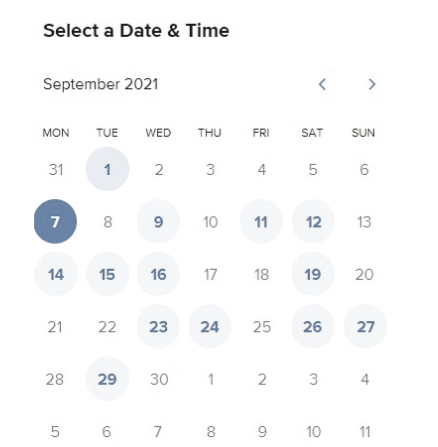 Select a Date & Time
September 2021
MON TUE WED THU FRI SAT SUN
31 1 2 3 4 5 6
7 8 9 10 11 12 13
14 15 16 17 18 19 20
21 22 23 24 25 26 27
28 29 30 1 2 3 4
5 6 7 8 9 10 11